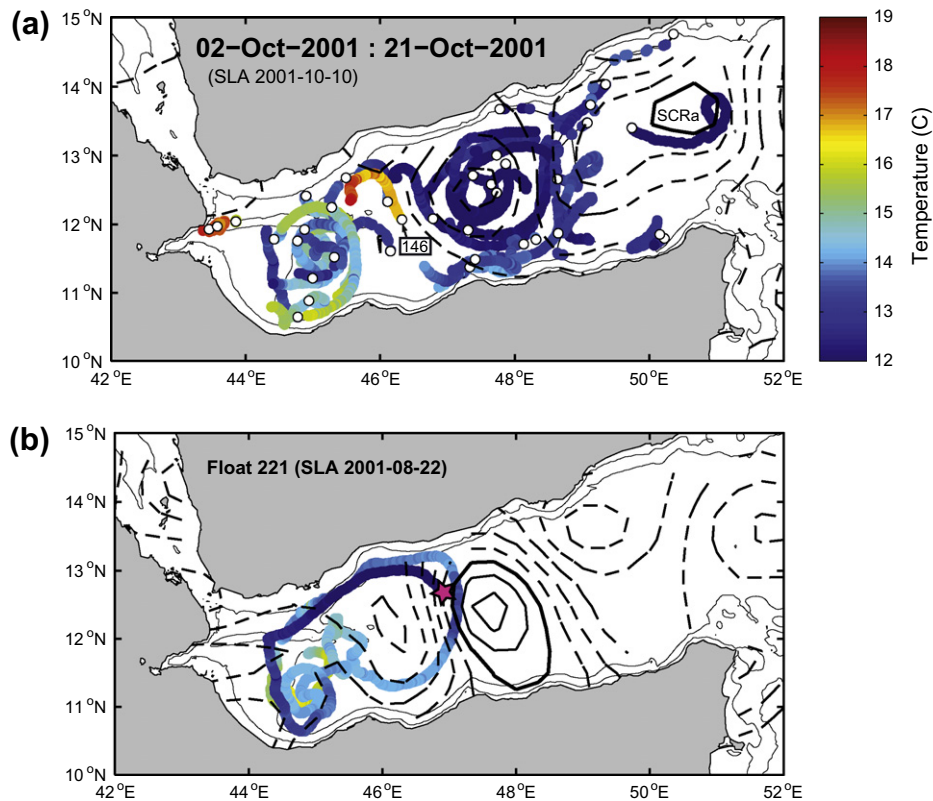 (a)
15°N
14°N
13°N
12°N
11°N
10°N
02−Oct−2001 : 21−Oct−2001
(SLA 2001-10-10)
SCRa
146
42°E
44°E
46°E
48°E
50°E
52°E
19
18
17
16
15
14
13
12
Temperature (C)
(b)
15°N
14°N
13°N
12°N
11°N
10°N
Float 221 (SLA 2001-08-22)
42°E
44°E
46°E
48°E
50°E
52°E